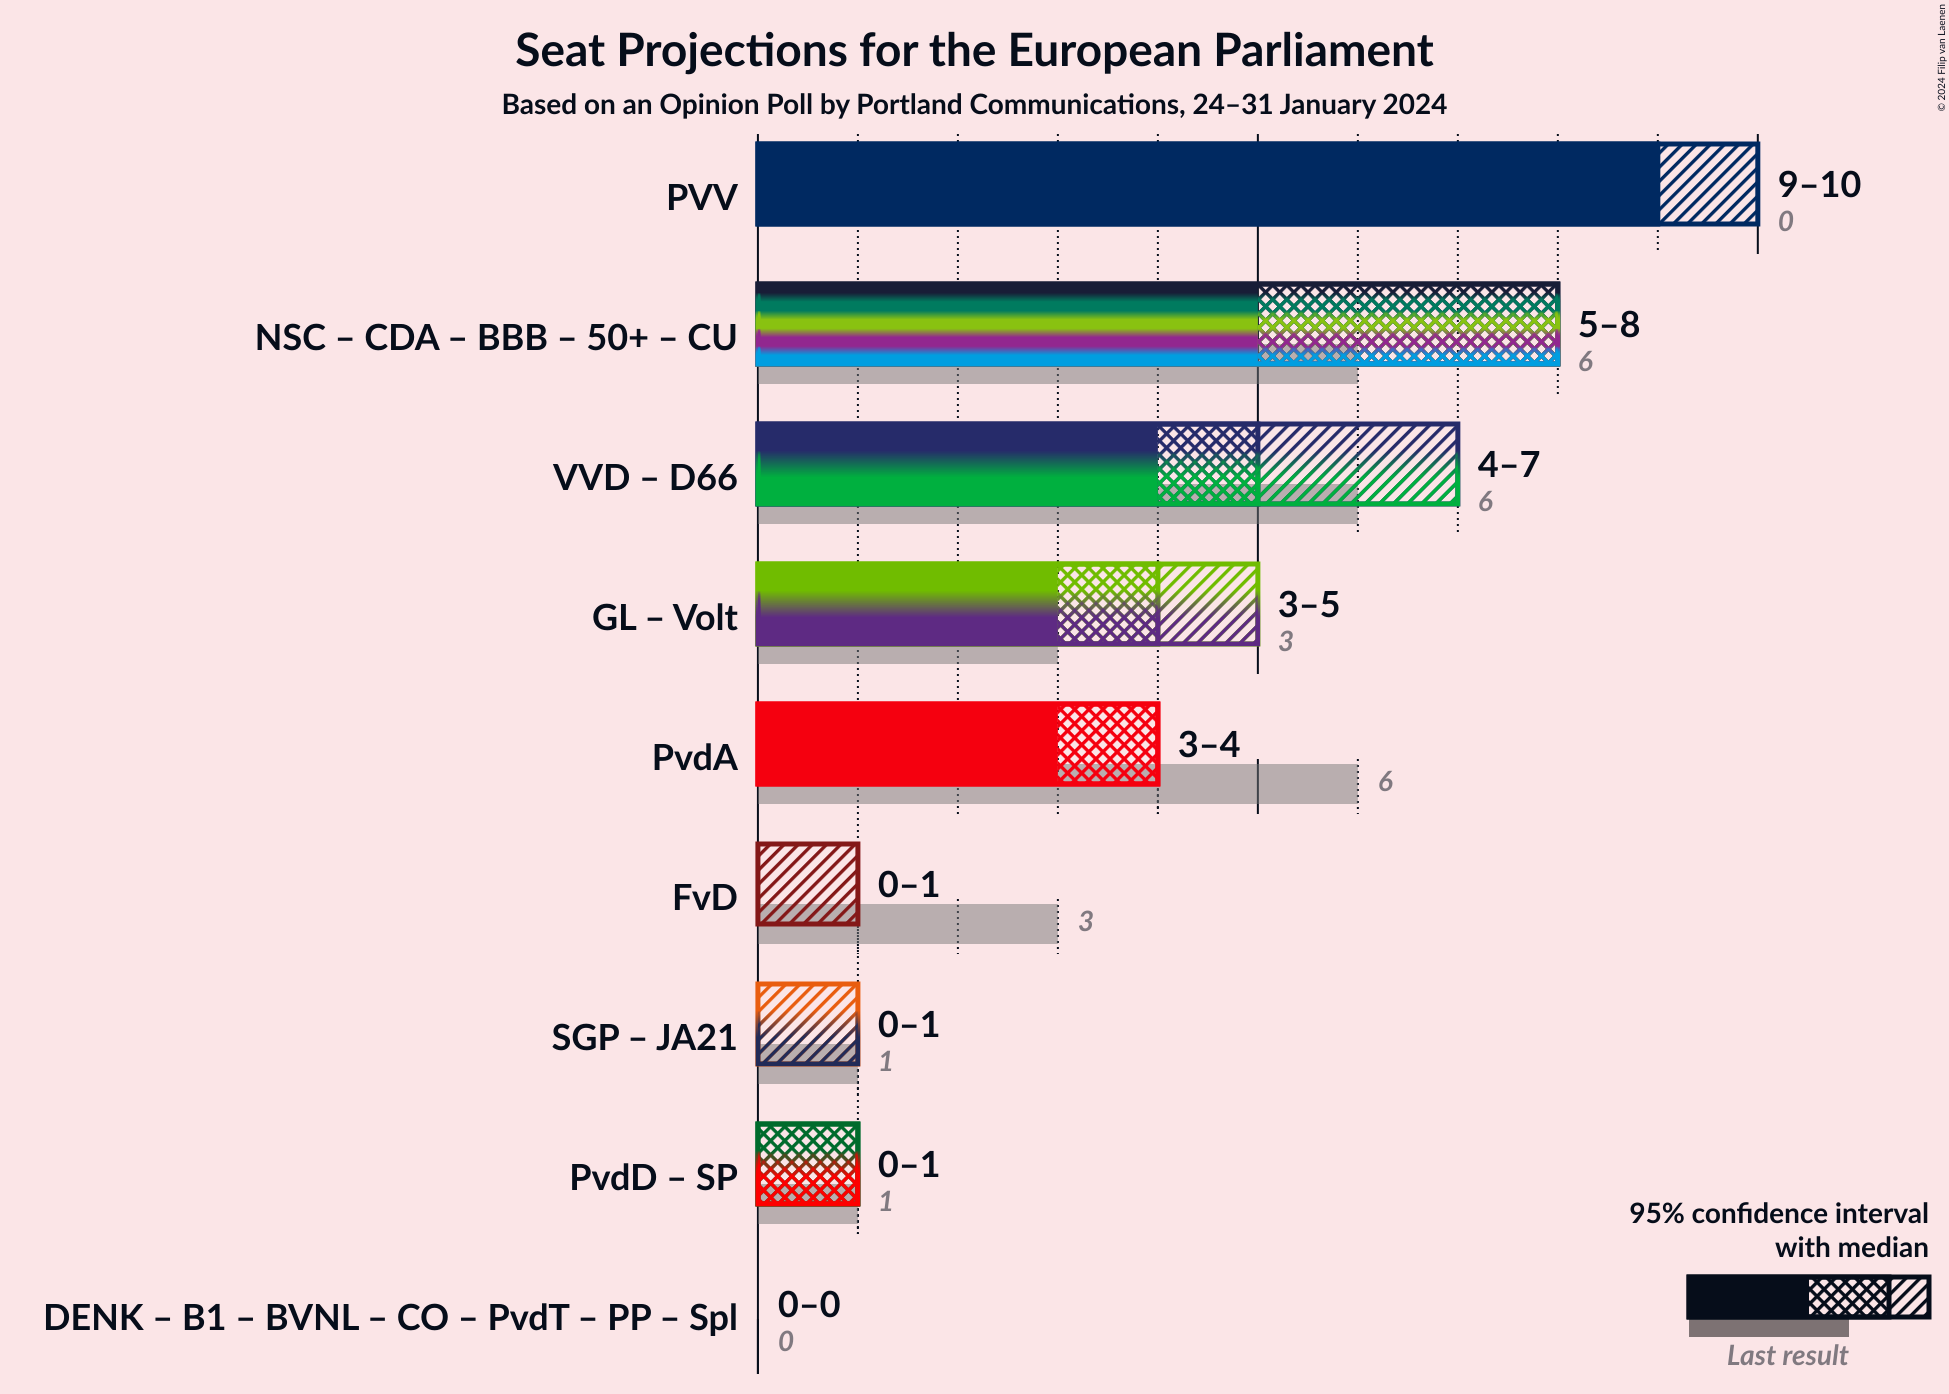 Seat Projections for the European Parliament
Based on an Opinion Poll by Portland Communications, 24–31 January 2024
© 2024 Filip van Laenen
PVV
9–10
0
NSC – CDA – BBB – 50+ – CU
5–8
6
VVD – D66
4–7
6
GL – Volt
3–5
3
PvdA
3–4
6
FvD
0–1
3
SGP – JA21
0–1
1
PvdD – SP
0–1
1
DENK – B1 – BVNL – CO – PvdT – PP – Spl
0–0
0
95% confidence interval
with median
Last result